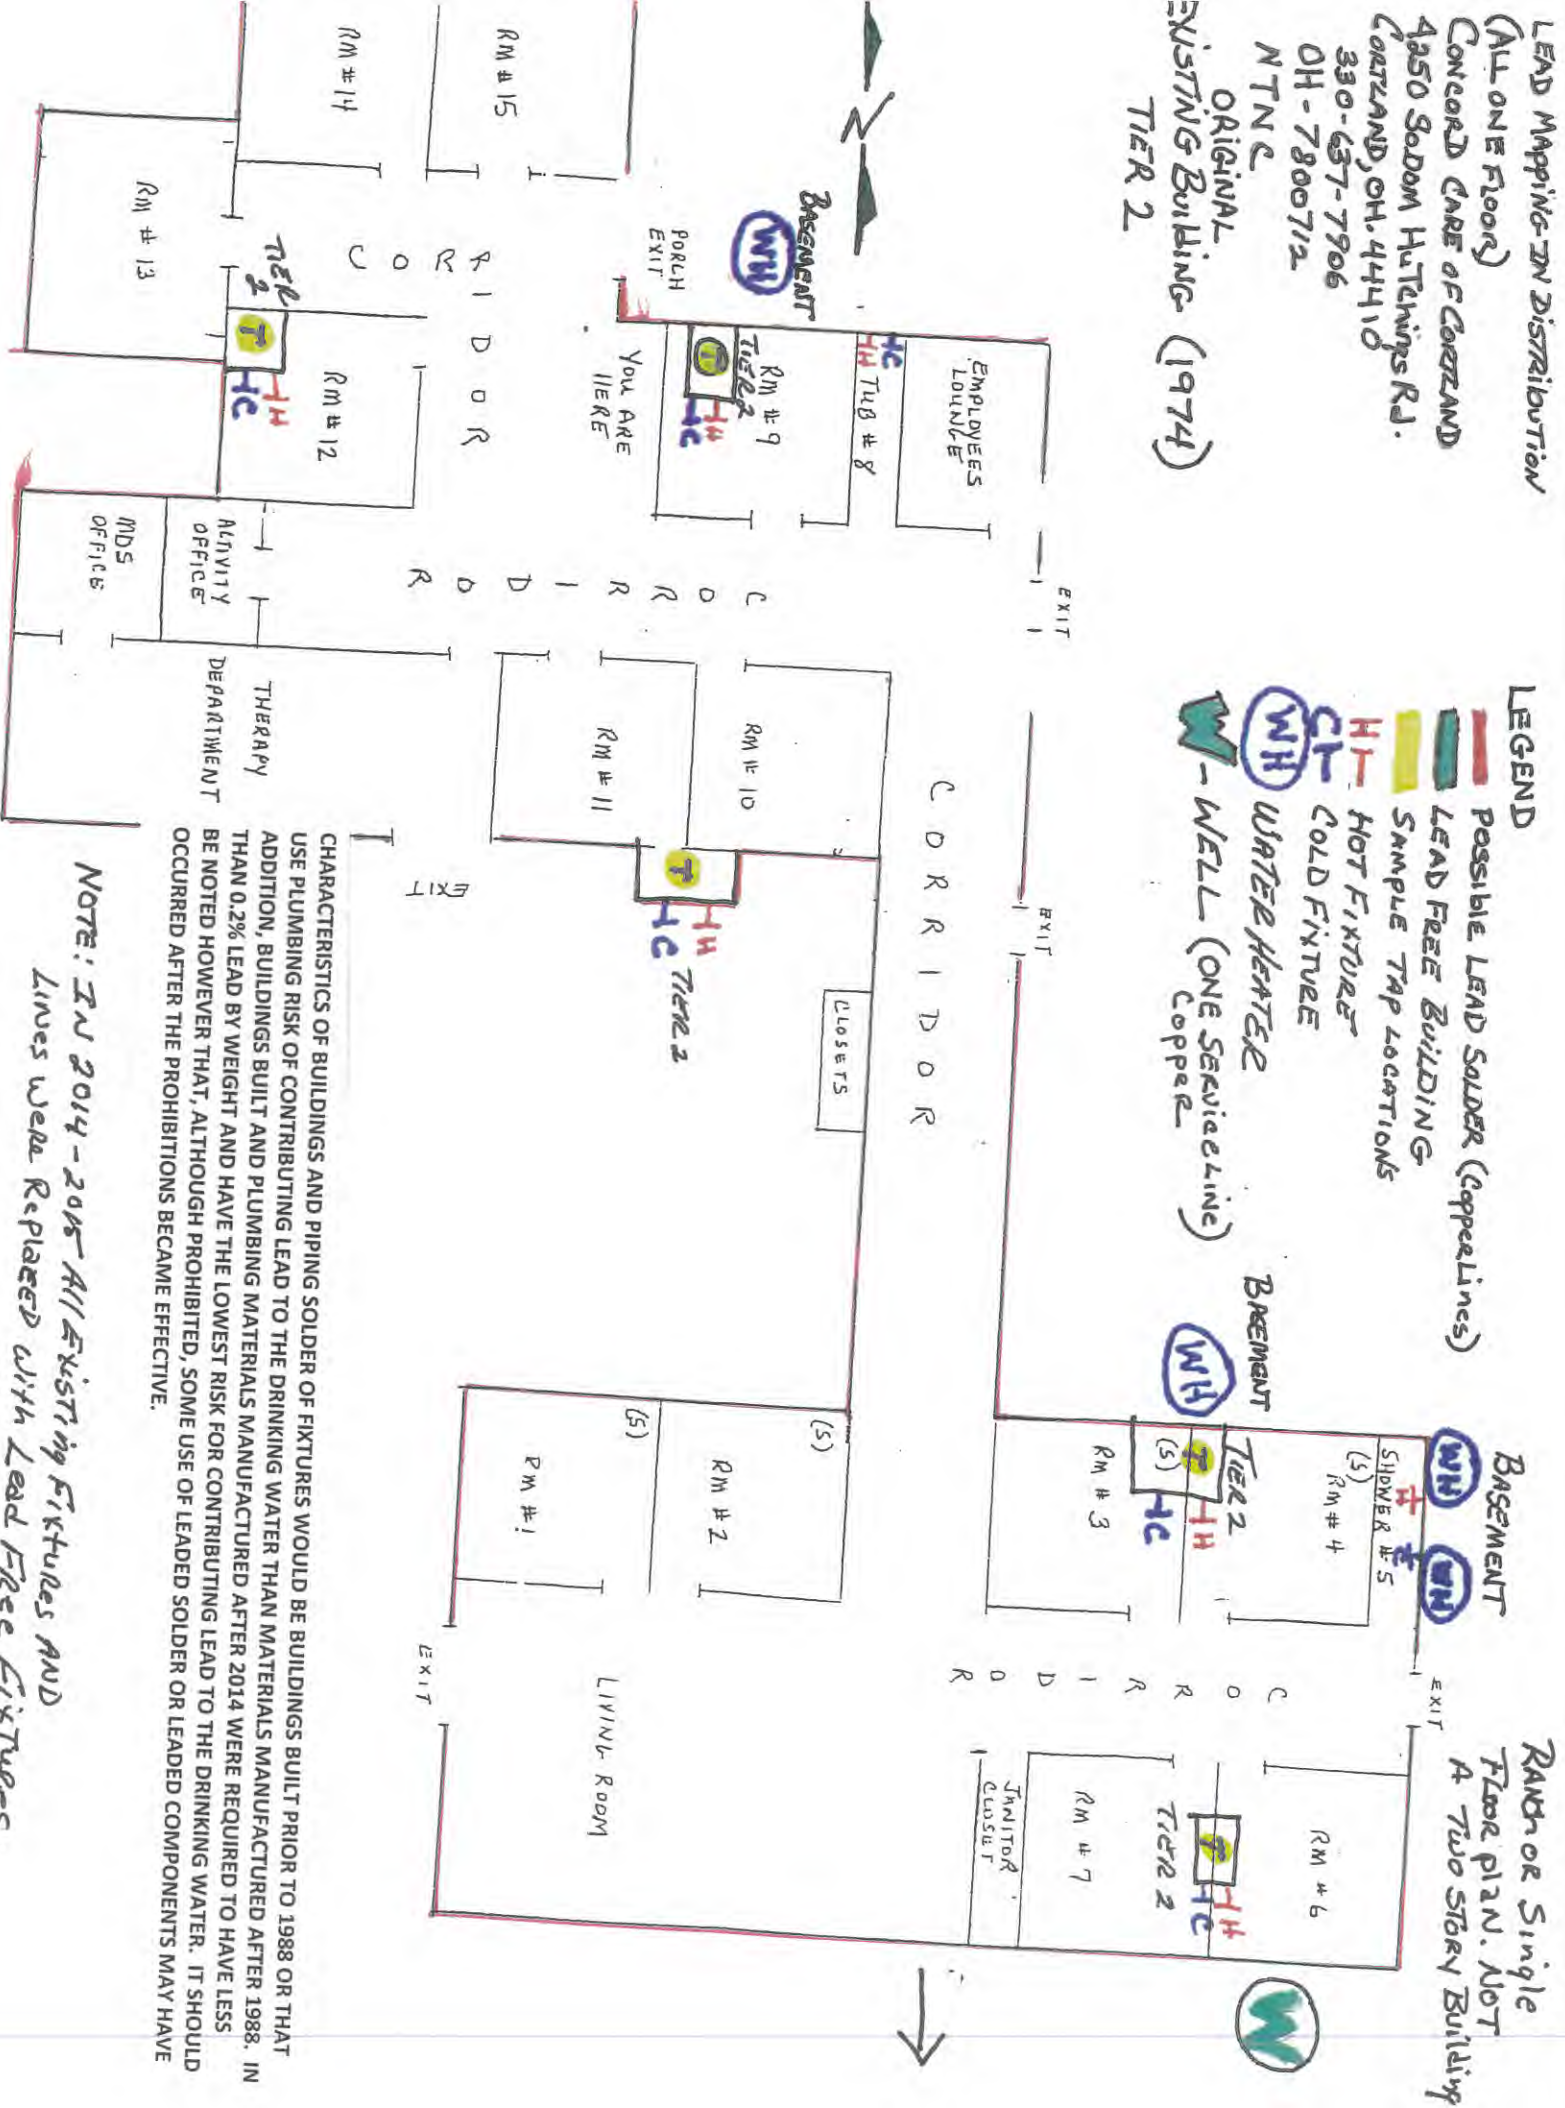 LEAD MAPPING IN DISTRIBUTION
(ALL ONE FLOOR)
CONCORD CARE OF CORTLAND
4250 SODOM HUTCHINGS RD.
CORTLAND, OH. 44410
330-637-7906
OH-7800712
NTNC
ORIGINAL
EXISTING BUILDING (1974)
TIER 2
LEGEND
POSSIBLE LEAD SOLDER (COPPER LINES)
LEAD FREE BUILDING
SAMPLE TAP LOCATIONS
H HOT FIXTURE
C COLD FIXTURE
WH WATER HEATER
W - WELL (ONE SERVICE LINE)
COPPER
RANCH OR SINGLE
FLOOR PLAN. NOT
A TWO STORY BUILDING
N
BASEMENT
WH
PORCH
EXIT
EMPLOYEES
LOUNGE
C
H
TUB #8
RM #9
TIER 2
T
H
C
YOU ARE
HERE
EXIT
EXIT
BASEMENT
WH
WH
BASEMENT
WH
SHOWER #5
H
C
(S)
RM #4
TIER 2
T
(S)
H
C
RM #3
EXIT
RM #6
T
H
C
TIER 2
RM #7
JANITOR
CLOSET
W
CORRIDOR
CORRIDOR
CORRIDOR
CORRIDOR
RM #15
RM #14
RM #13
TIER
2
T
H
C
RM #12
ACTIVITY
OFFICE
MDS
OFFICE
THERAPY
DEPARTMENT
RM #10
RM #11
T
H
C
TIER 2
CLOSETS
EXIT
(S)
RM #2
(S)
RM #1
LIVING ROOM
EXIT
CHARACTERISTICS OF BUILDINGS AND PIPING SOLDER OF FIXTURES WOULD BE BUILDINGS BUILT PRIOR TO 1988 OR THAT
USE PLUMBING RISK OF CONTRIBUTING LEAD TO THE DRINKING WATER THAN MATERIALS MANUFACTURED AFTER 1988. IN
ADDITION, BUILDINGS BUILT AND PLUMBING MATERIALS MANUFACTURED AFTER 2014 WERE REQUIRED TO HAVE LESS
THAN 0.2% LEAD BY WEIGHT AND HAVE THE LOWEST RISK FOR CONTRIBUTING LEAD TO THE DRINKING WATER. IT SHOULD
BE NOTED HOWEVER THAT, ALTHOUGH PROHIBITED, SOME USE OF LEADED SOLDER OR LEADED COMPONENTS MAY HAVE
OCCURRED AFTER THE PROHIBITIONS BECAME EFFECTIVE.
NOTE: IN 2014-2015 All Existing Fixtures AND
Lines were Replaced with Lead Free Fixtures